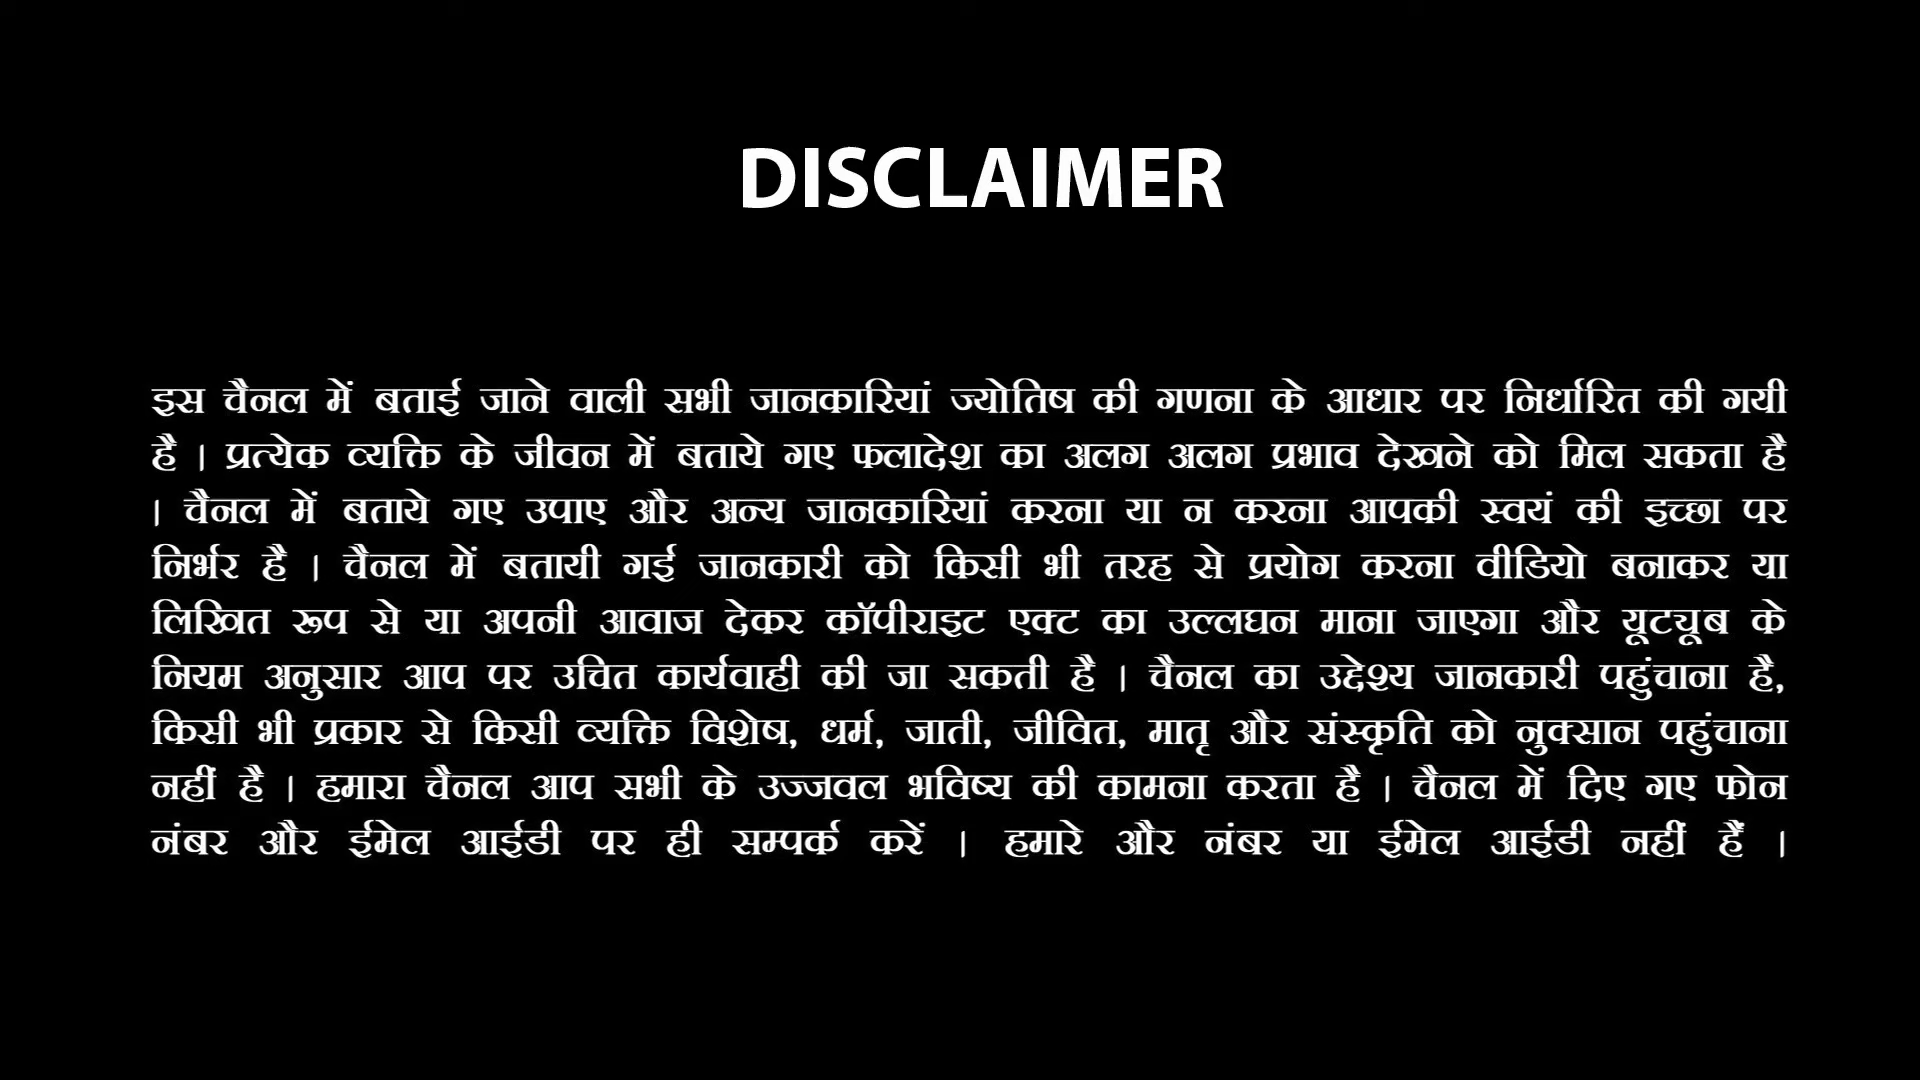 DISCLAIMER
इस चैनल में बताई जाने वाली सभी जानकारियां ज्योतिष की गणना के आधार पर निर्धारित की गयी
है । प्रत्येक व्यक्ति के जीवन में बताये गए फलादेश का अलग अलग प्रभाव देखने को मिल सकता है
। चैनल में बताये गए उपाए और अन्य जानकारियां करना या न करना आपकी स्वयं की इच्छा पर
निर्भर है । चैनल में बतायी गई जानकारी को किसी भी तरह से प्रयोग करना वीडियो बनाकर या
लिखित रूप से या अपनी आवाज देकर कॉपीराइट एक्ट का उल्लघन माना जाएगा और यूट्यूब के
नियम अनुसार आप पर उचित कार्यवाही की जा सकती है । चैनल का उद्देश्य जानकारी पहुंचाना है,
किसी भी प्रकार से किसी व्यक्ति विशेष, धर्म, जाती, जीवित, मातृ और संस्कृति को नुक्सान पहुंचाना
नहीं है । हमारा चैनल आप सभी के उज्जवल भविष्य की कामना करता है । चैनल में दिए गए फोन
नंबर और ईमेल आईडी पर ही सम्पर्क करें । हमारे और नंबर या ईमेल आईडी नहीं हैं ।